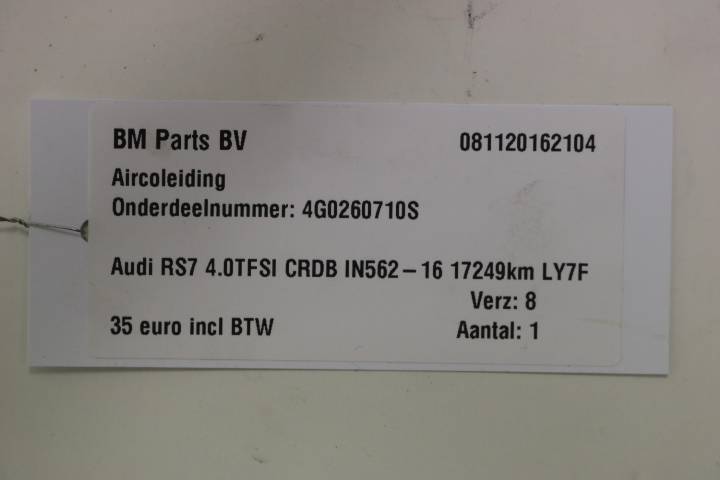 BM Parts BV 081120162104
Aircoleiding
Onderdeelnummer: 4G0260710S
Audi RS7 4.0TFSI CRDB IN562-16 17249km LY7F
Verz: 8
35 euro incl BTW Aantal: 1